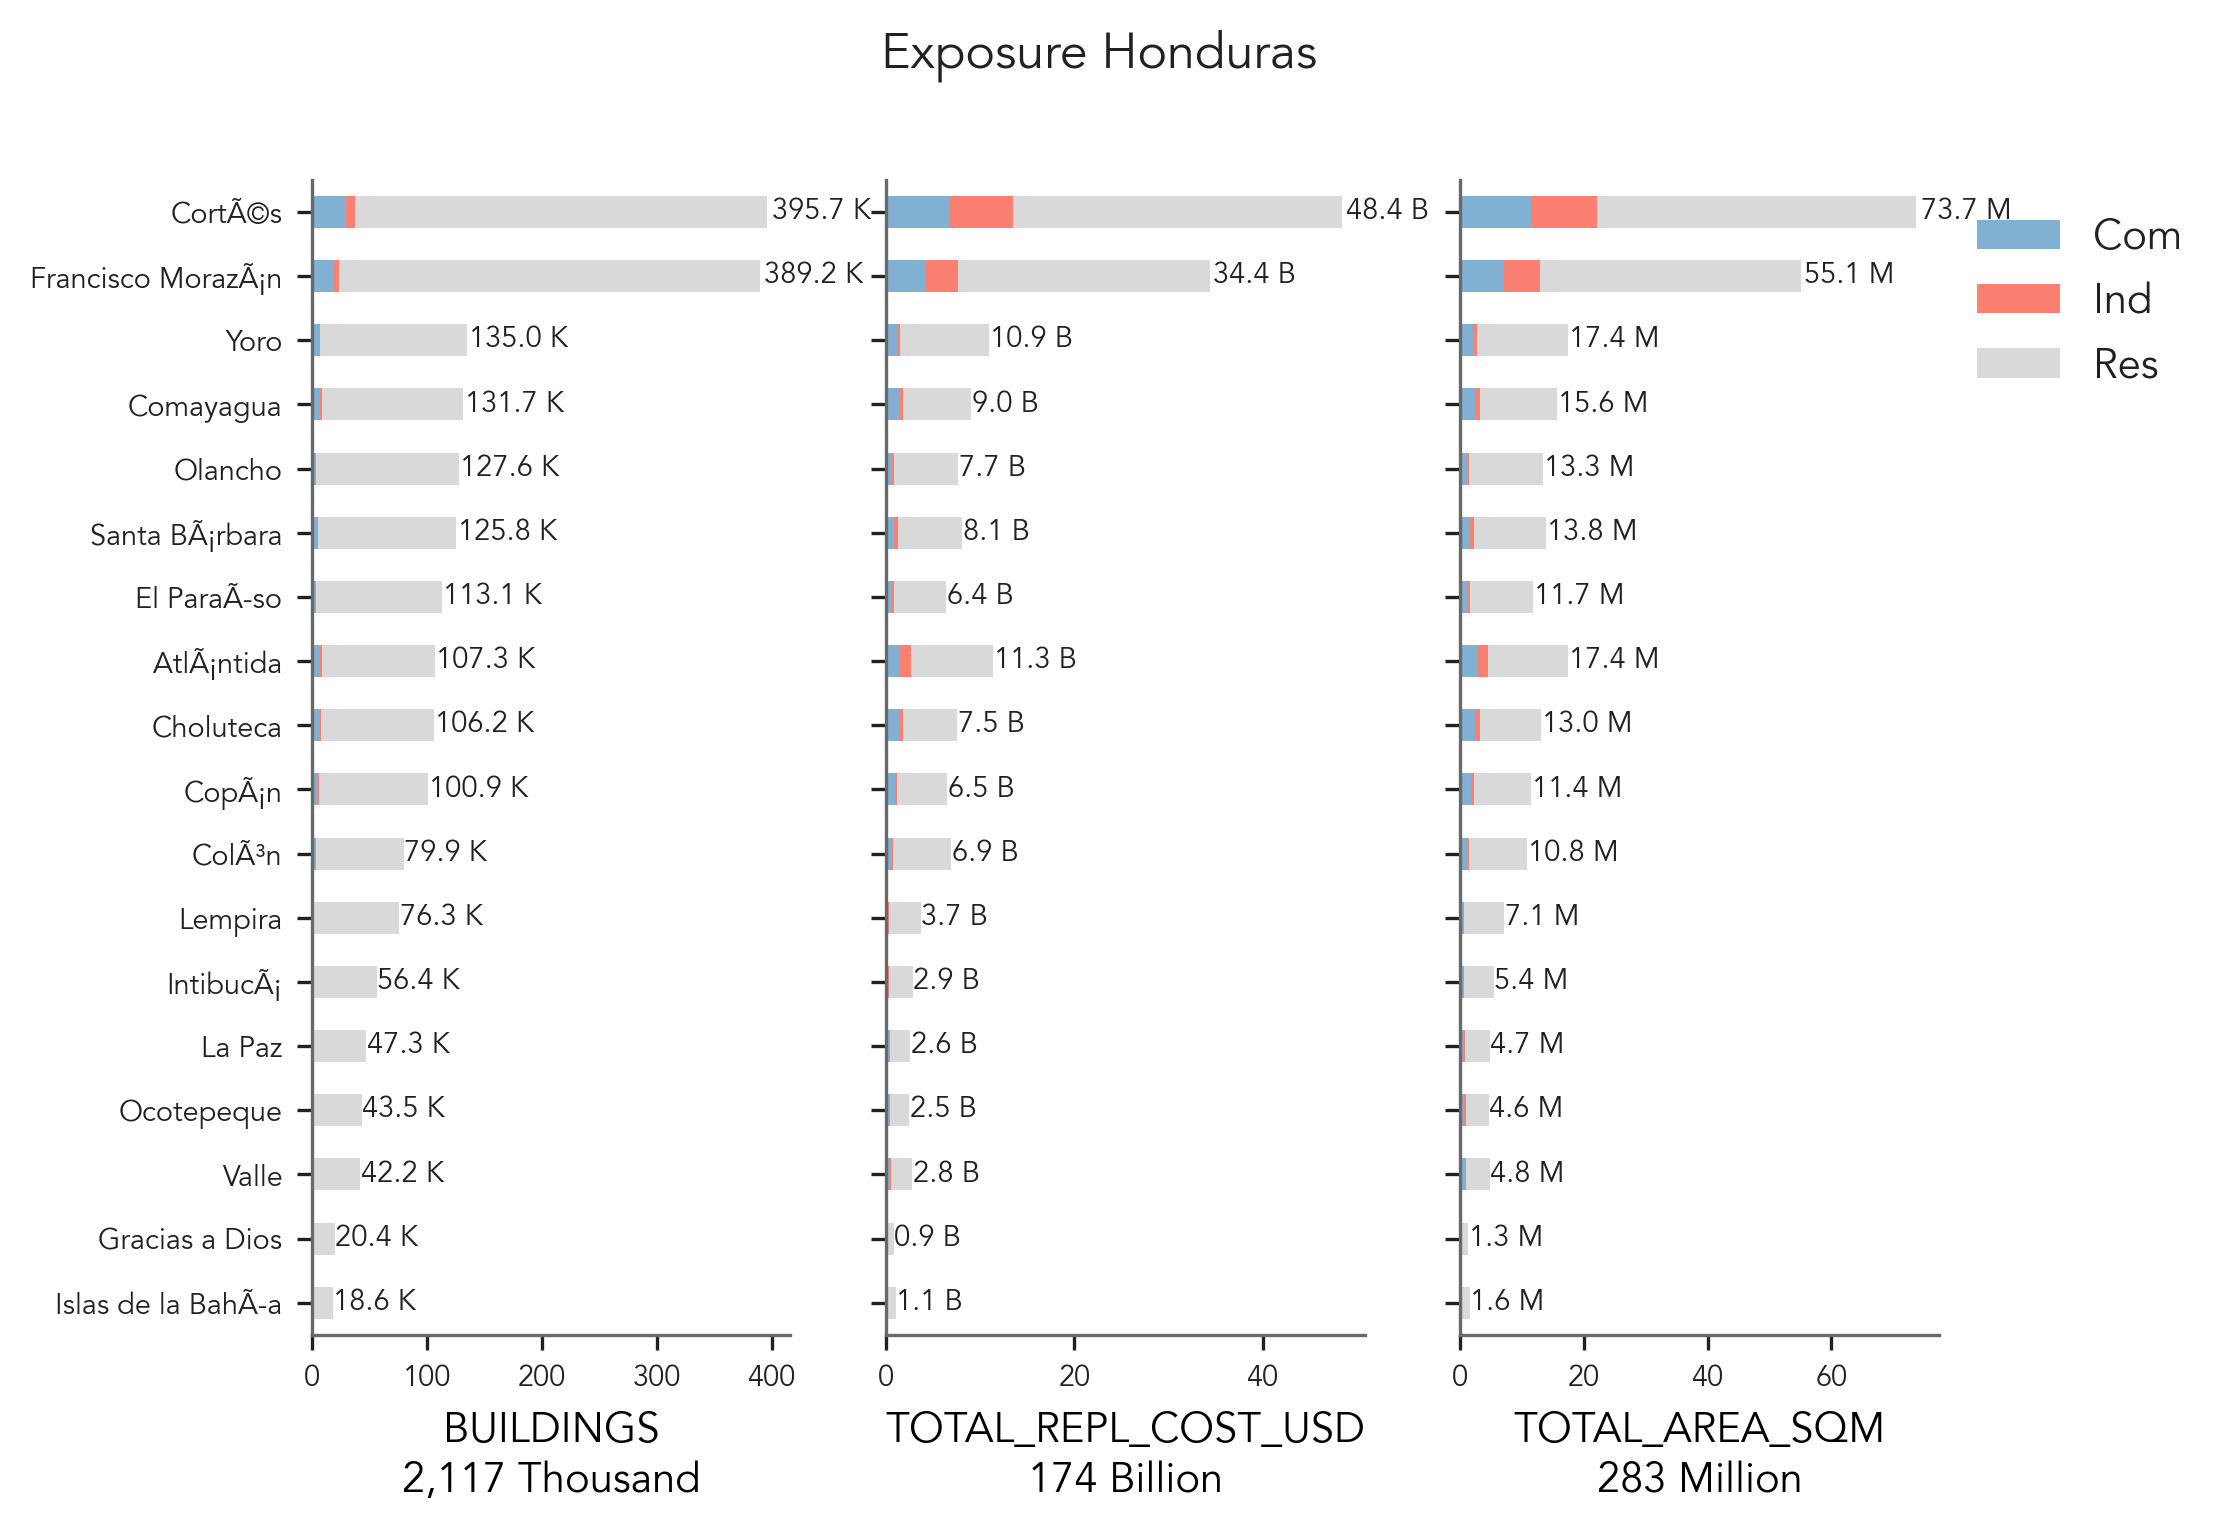 Exposure Honduras
CortÃ©s 395.7 K 48.4 B 73.7 M
Com
Francisco MorazÃ¡n 389.2 K 34.4 B 55.1 M
Ind
Yoro 135.0 K 10.9 B 17.4 M
Res
Comayagua 131.7 K 9.0 B 15.6 M
Olancho 127.6 K 7.7 B 13.3 M
Santa BÃ¡rbara 125.8 K 8.1 B 13.8 M
El ParaÃ-so 113.1 K 6.4 B 11.7 M
AtlÃ¡ntida 107.3 K 11.3 B 17.4 M
Choluteca 106.2 K 7.5 B 13.0 M
CopÃ¡n 100.9 K 6.5 B 11.4 M
ColÃ³n 79.9 K 6.9 B 10.8 M
Lempira 76.3 K 3.7 B 7.1 M
IntibucÃ¡ 56.4 K 2.9 B 5.4 M
La Paz 47.3 K 2.6 B 4.7 M
Ocotepeque 43.5 K 2.5 B 4.6 M
Valle 42.2 K 2.8 B 4.8 M
Gracias a Dios 20.4 K 0.9 B 1.3 M
Islas de la BahÃ-a 18.6 K 1.1 B 1.6 M
0 100 200 300 400 0 20 40 0 20 40 60
BUILDINGS TOTAL_REPL_COST_USD TOTAL_AREA_SQM
2,117 Thousand 174 Billion 283 Million